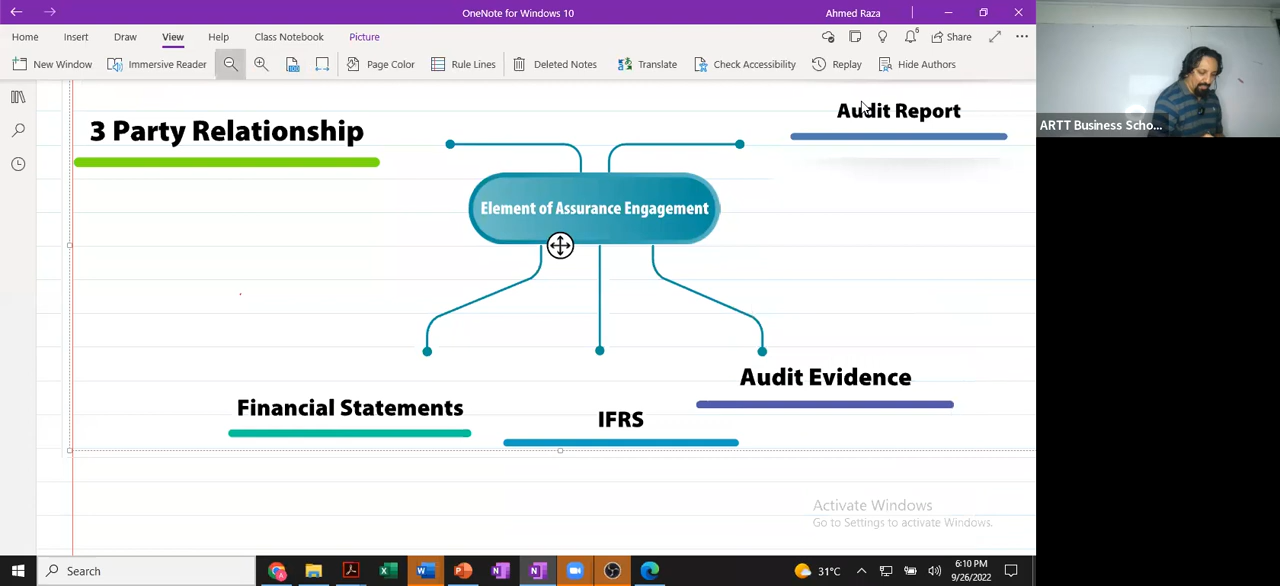 OneNote for Windows 10
Ahmed Raza
Home Insert Draw View Help Class Notebook Picture
6
Share
New Window Immersive Reader Page Color Rule Lines Deleted Notes Translate Check Accessibility Replay Hide Authors
3 Party Relationship
Audit Report
ARTT Business Scho...
Element of Assurance Engagement
Financial Statements
IFRS
Audit Evidence
Activate Windows
Go to Settings to activate Windows.
Search
31°C
6:10 PM
9/26/2022